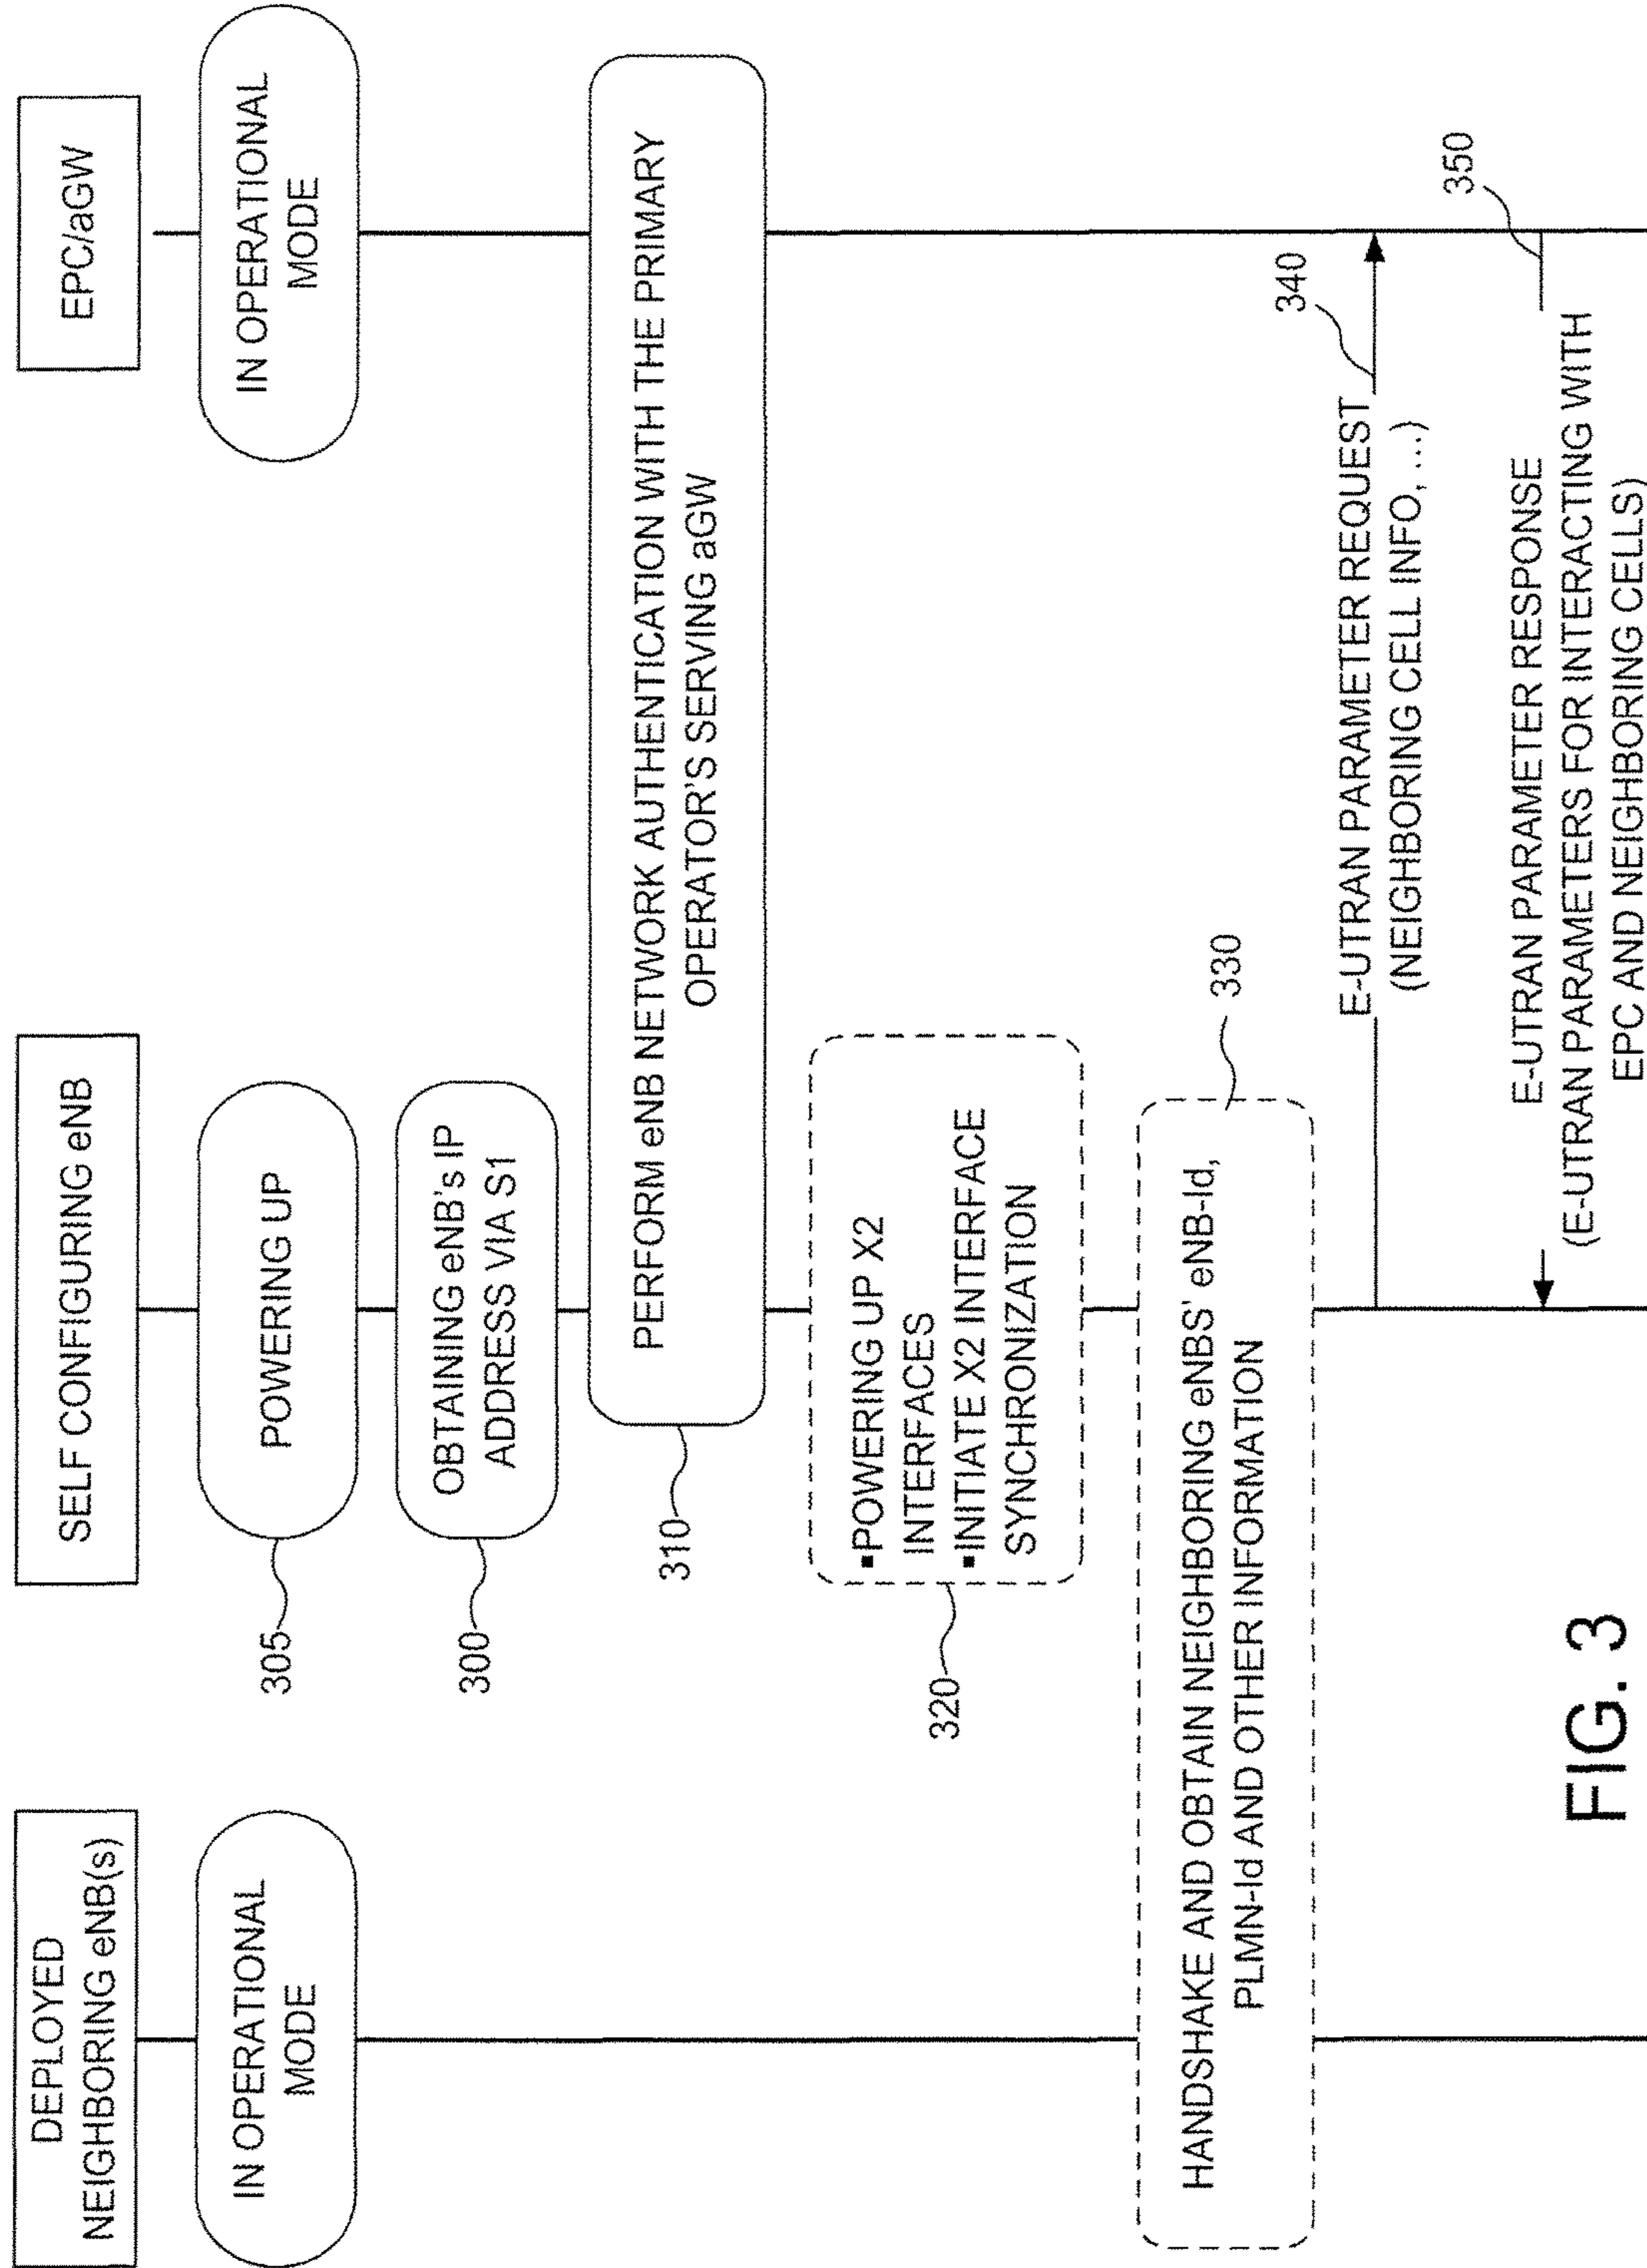 DEPLOYED
NEIGHBORING eNB(s)
SELF CONFIGURING eNB
EPC/aGW
IN OPERATIONAL
MODE
305
POWERING UP
IN OPERATIONAL
MODE
300
OBTAINING eNB's IP
ADDRESS VIA S1
310
PERFORM eNB NETWORK AUTHENTICATION WITH THE PRIMARY
OPERATOR'S SERVING aGW
320
▪POWERING UP X2
INTERFACES
▪INITIATE X2 INTERFACE
SYNCHRONIZATION
HANDSHAKE AND OBTAIN NEIGHBORING eNBS' eNB-Id,
PLMN-Id AND OTHER INFORMATION
330
340
E-UTRAN PARAMETER REQUEST
(NEIGHBORING CELL INFO, ...)
350
E-UTRAN PARAMETER RESPONSE
(E-UTRAN PARAMETERS FOR INTERACTING WITH
EPC AND NEIGHBORING CELLS)
FIG. 3